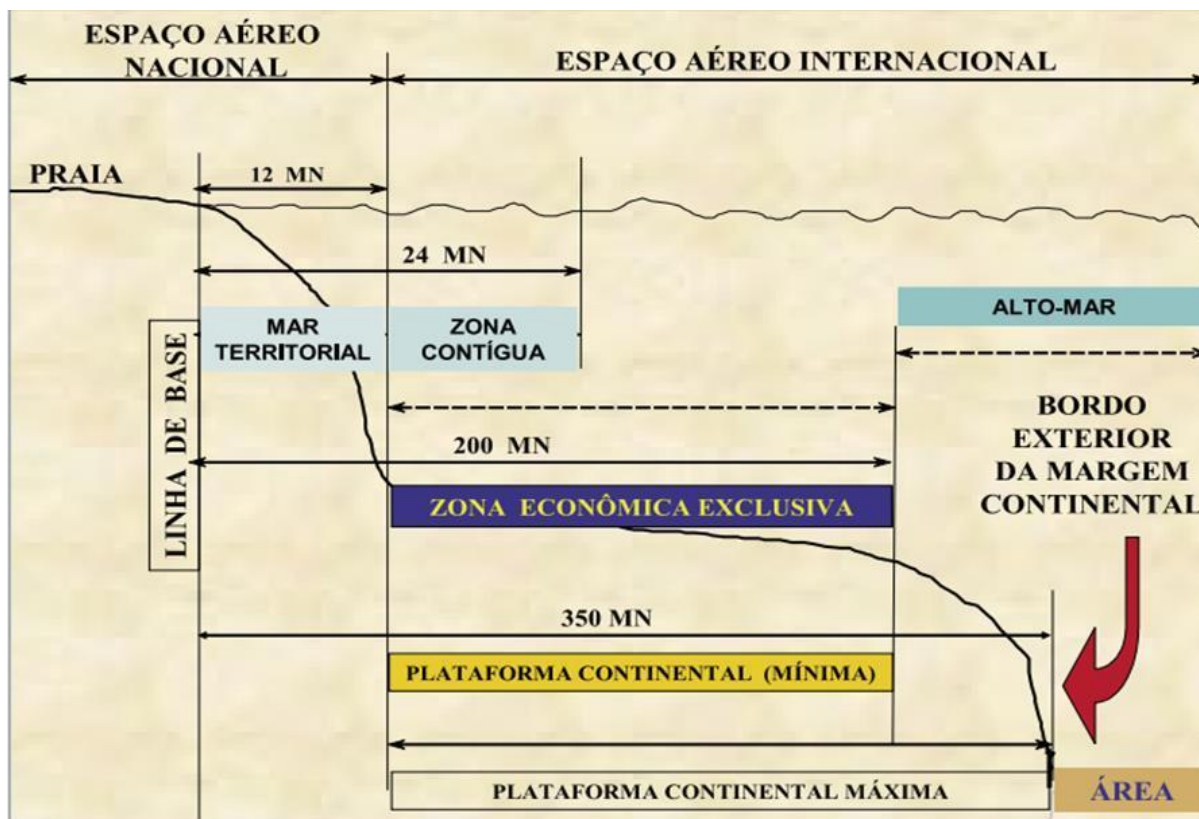 ESPAÇO AÉREO
NACIONAL
ESPAÇO AÉREO INTERNACIONAL
PRAIA
12 MN
24 MN
MAR
TERRITORIAL
ZONA
CONTÍGUA
ALTO-MAR
LINHA DE BASE
200 MN
BORDO
EXTERIOR
DA MARGEM
CONTINENTAL
ZONA ECONÔMICA EXCLUSIVA
350 MN
PLATAFORMA CONTINENTAL (MÍNIMA)
PLATAFORMA CONTINENTAL MÁXIMA
ÁREA